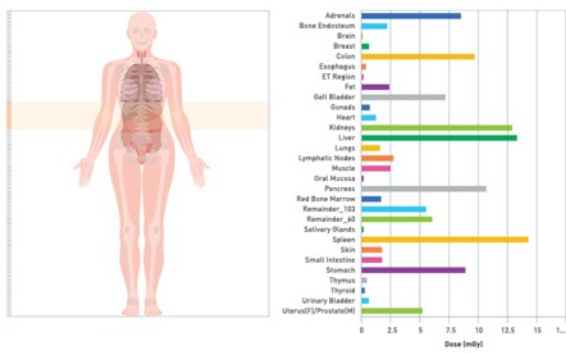 Adrenals
Bone Endosteum
Brain
Breast
Colon
Esophagus
ET Region
Fat
Gall Bladder
Gonads
Heart
Kidneys
Liver
Lungs
Lymphatic Nodes
Muscle
Oral Mucosa
Pancreas
Red Bone Marrow
Remainder_103
Remainder_60
Salivary Glands
Spleen
Skin
Small Intestine
Stomach
Thymus
Thyroid
Urinary Bladder
Uterus(F)/Prostate(M)
0 2.5 5 7.5 10 12.5 15 1...
Dose (mGy)